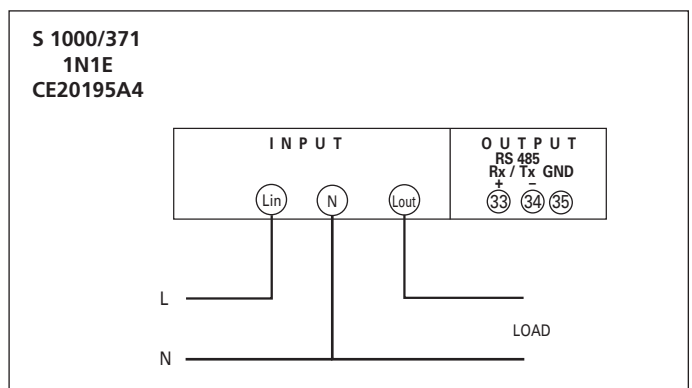 S 1000/371
1N1E
CE20195A4
INPUT
OUTPUT
RS 485
Rx / Tx GND
+ –
Lin N Lout 33 34 35
L
LOAD
N